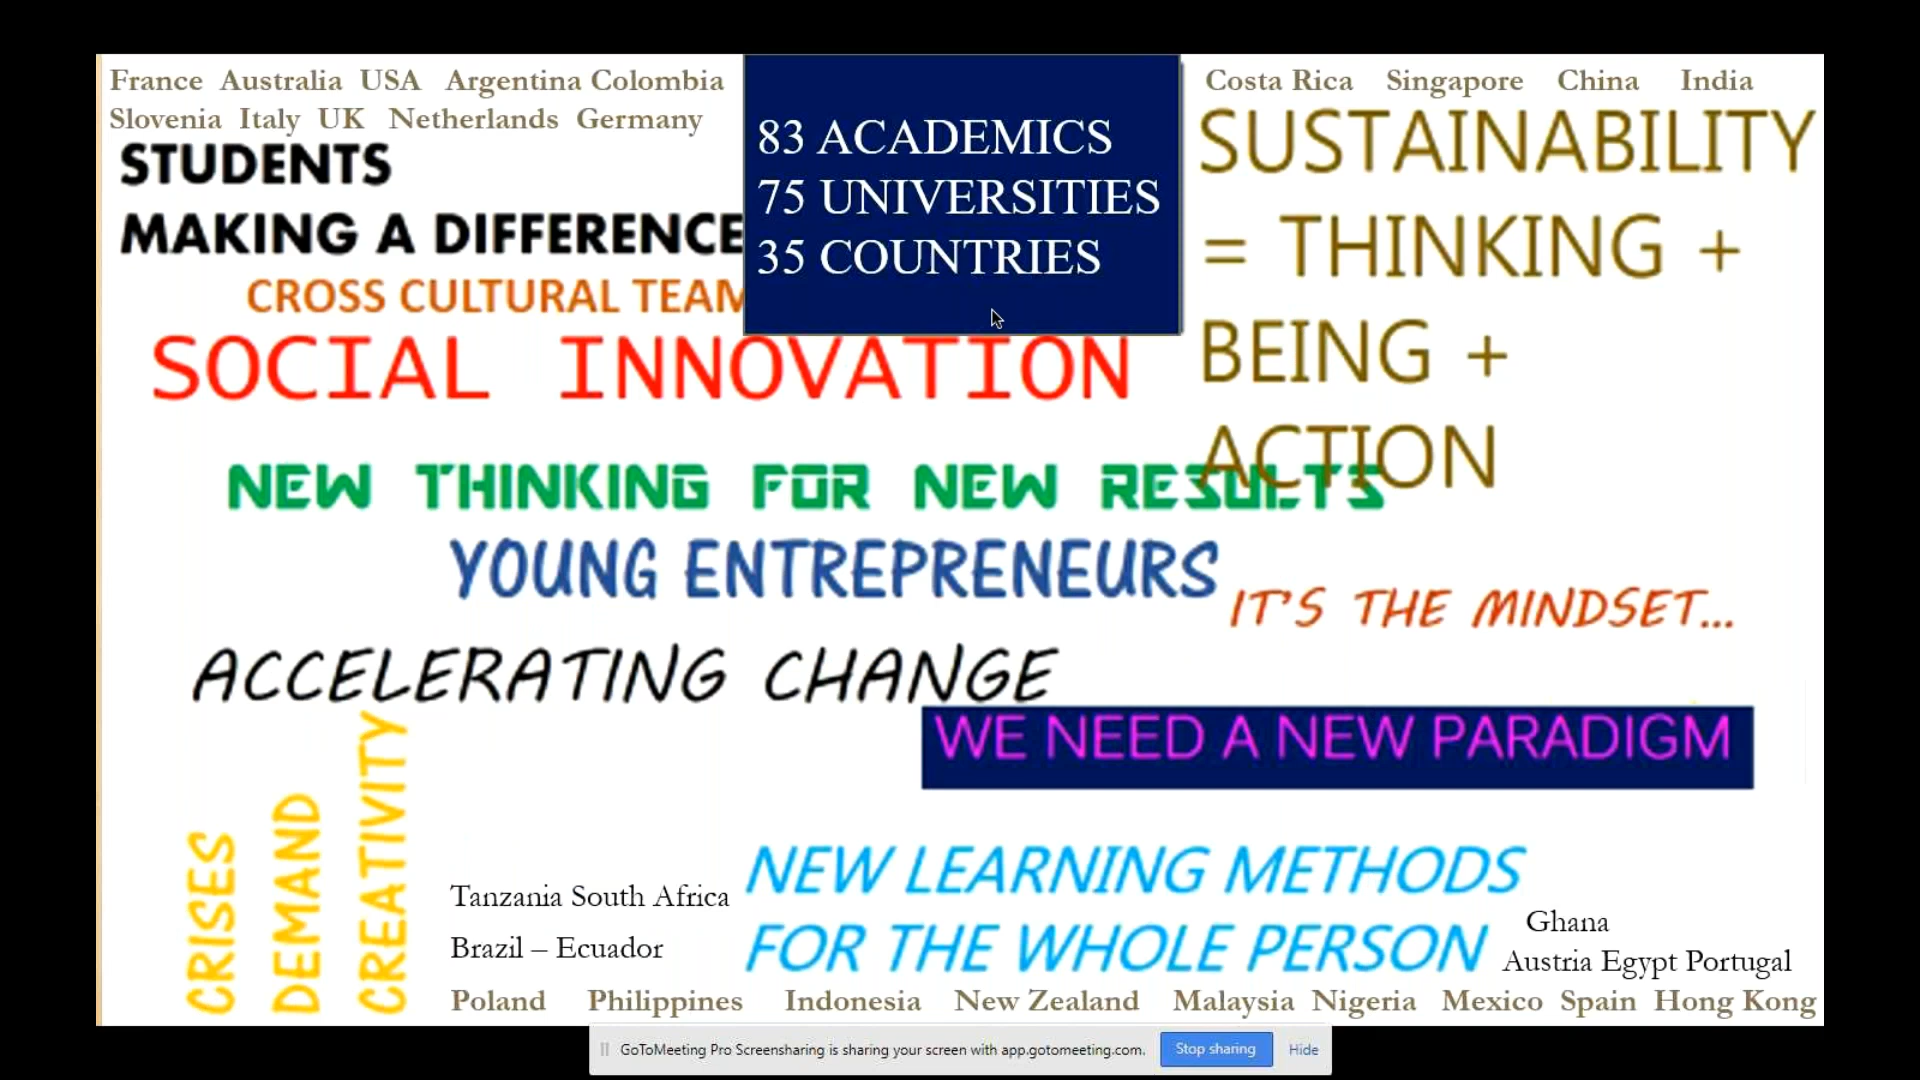 France Australia USA Argentina Colombia
Slovenia Italy UK Netherlands Germany
STUDENTS
MAKING A DIFFERENCE
CROSS CULTURAL TEAM
SOCIAL INNOVATION
83 ACADEMICS
75 UNIVERSITIES
35 COUNTRIES
Costa Rica Singapore China India
SUSTAINABILITY
= THINKING +
BEING +
ACTION
NEW THINKING FOR NEW RESULTS
YOUNG ENTREPRENEURS
IT'S THE MINDSET...
ACCELERATING CHANGE
WE NEED A NEW PARADIGM
CRISES
DEMAND
CREATIVITY
Tanzania South Africa
Brazil – Ecuador
NEW LEARNING METHODS
FOR THE WHOLE PERSON
Ghana
Austria Egypt Portugal
Poland Philippines Indonesia New Zealand Malaysia Nigeria Mexico Spain Hong Kong
GoToMeeting Pro Screensharing is sharing your screen with app.gotomeeting.com. Stop sharing Hide